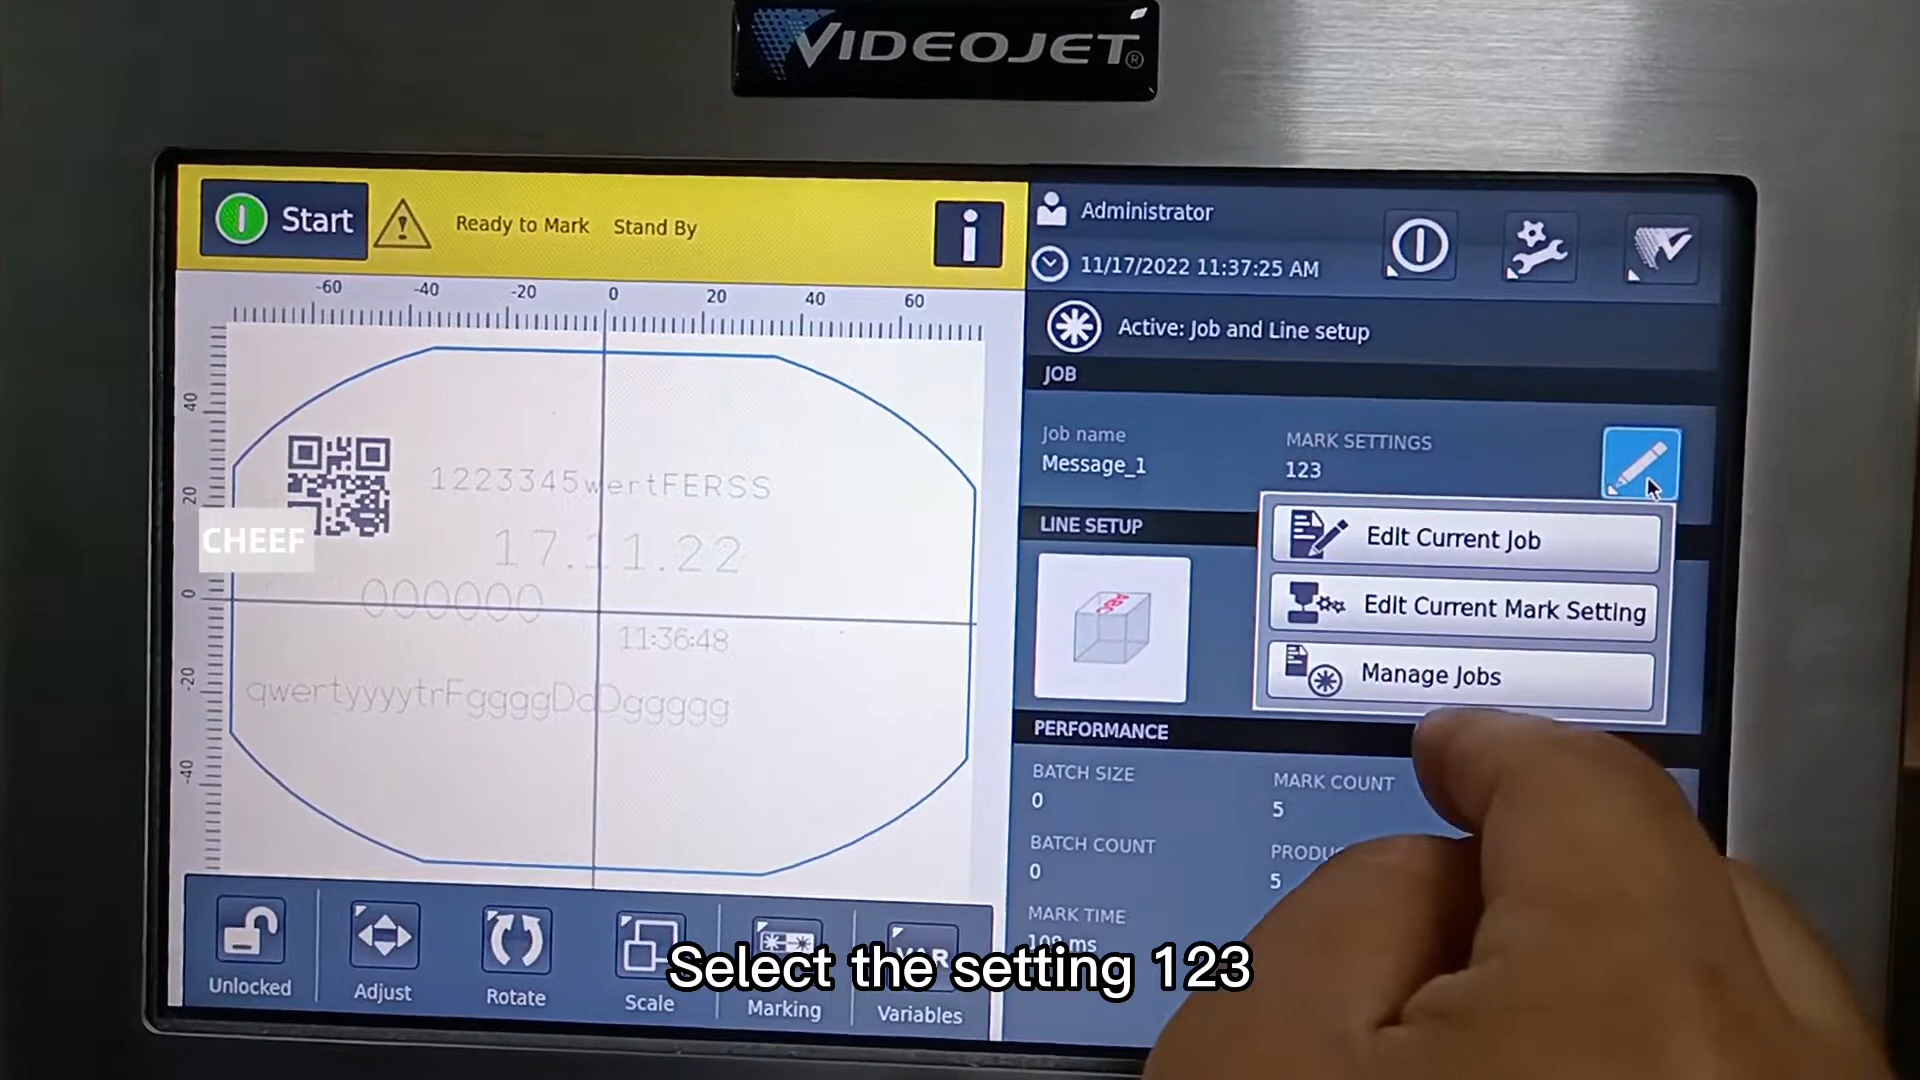 VIDEOJET®
Start
Ready to Mark Stand By
Administrator
11/17/2022 11:37:25 AM
Active: Job and Line setup
JOB
Job name
Message_1
MARK SETTINGS
123
Edit Current Job
Edit Current Mark Setting
Manage Jobs
LINE SETUP
ABC
PERFORMANCE
BATCH SIZE
0
MARK COUNT
5
BATCH COUNT
0
PRODU
5
MARK TIME
ms
-60 -40 -20 0 20 40 60
40
20
0
-20
-40
1223345wertFERSS
CHEEF
17.11.22
000000
11:36:48
qwertyyyytrFggggDdDggggg
Unlocked
Adjust
Rotate
Scale
Marking
VAR
Variables
Select the setting 123